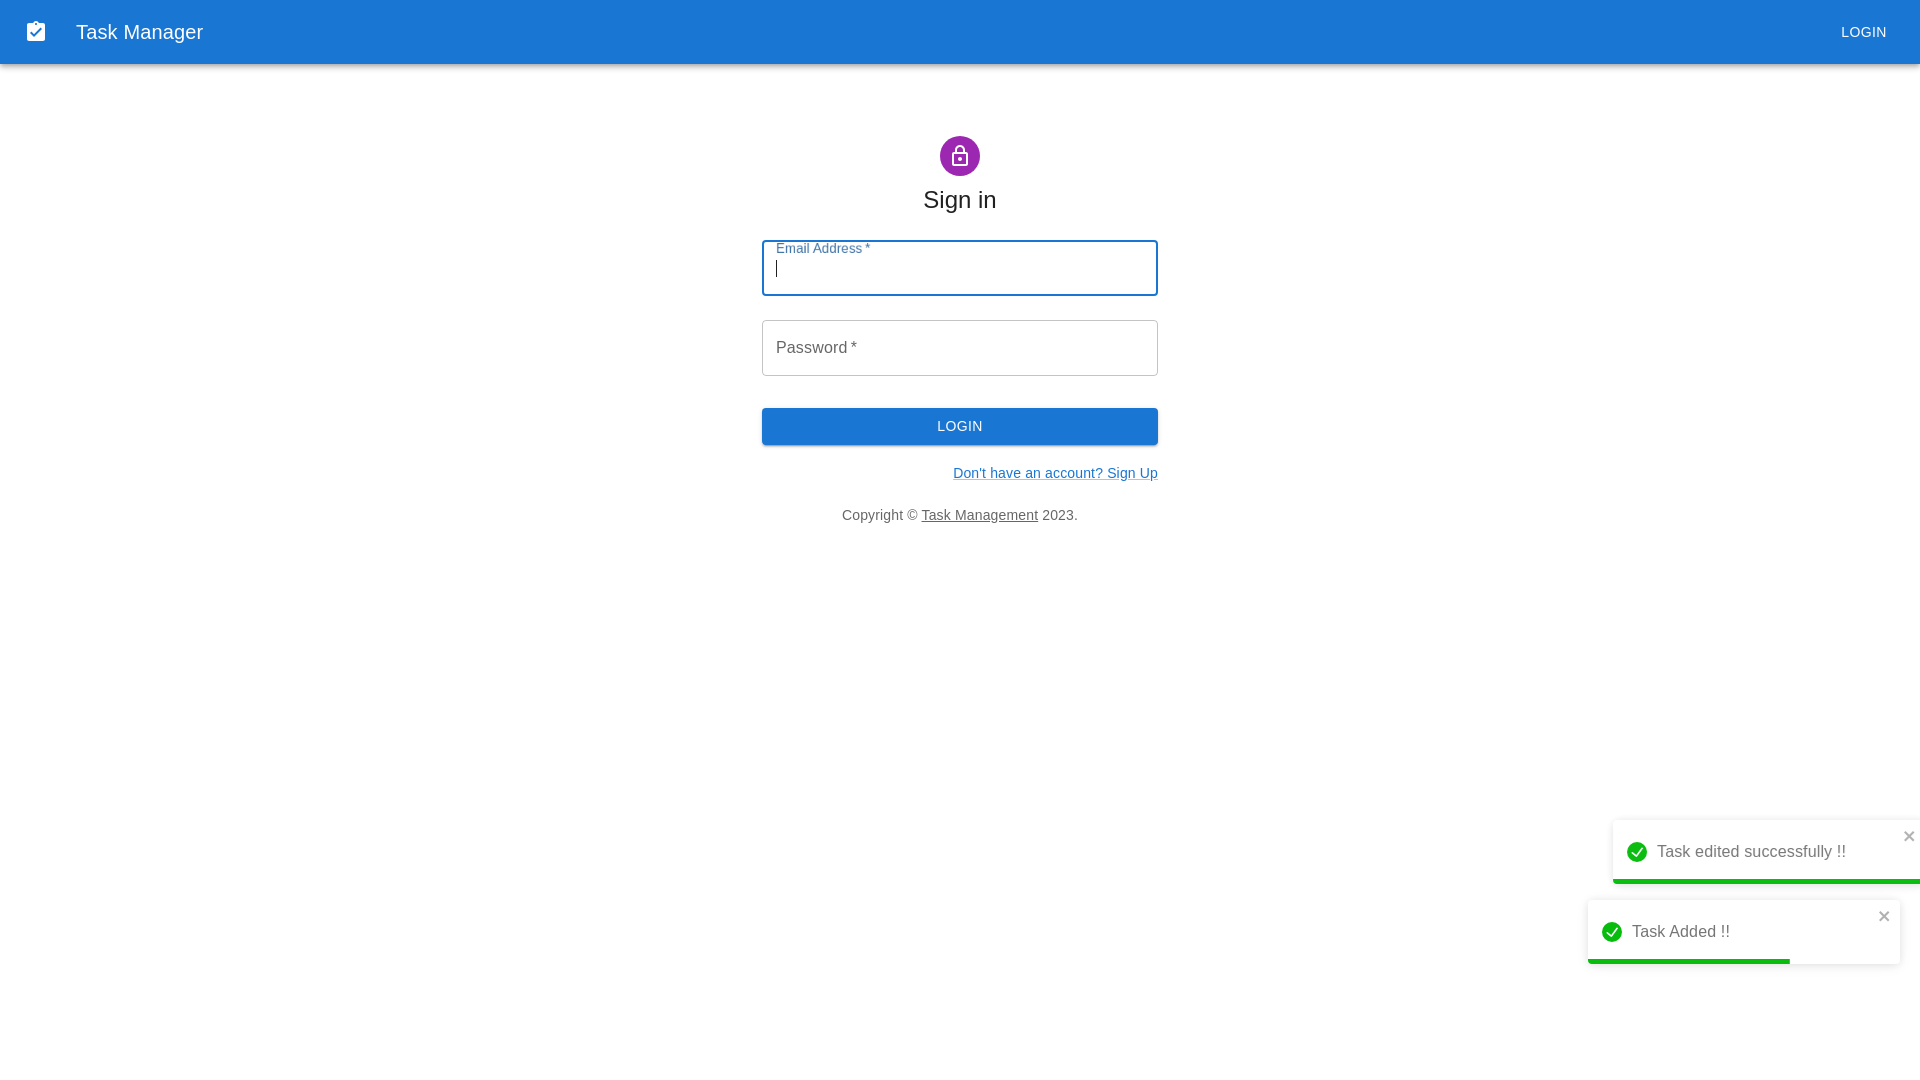 Task Manager
LOGIN
Sign in
Email Address *
Password *
LOGIN
Don't have an account? Sign Up
Copyright © Task Management 2023.
Task edited successfully !!
Task Added !!